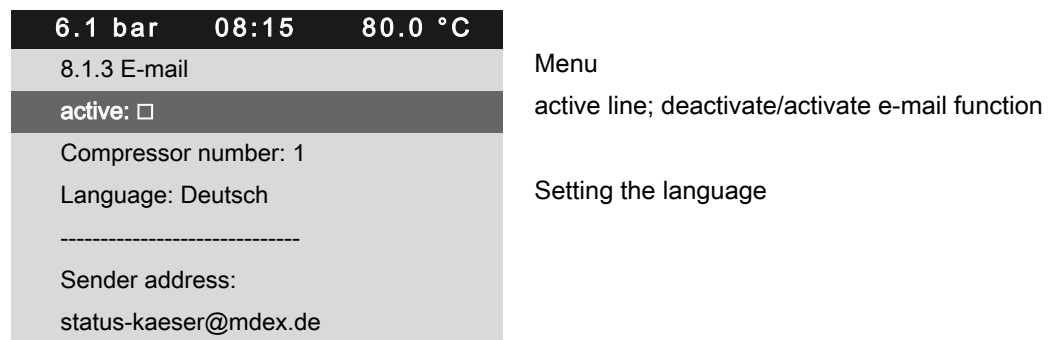 6.1 bar 08:15 80.0 °C
8.1.3 E-mail Menu
active: ☐ active line; deactivate/activate e-mail function
Compressor number: 1
Language: Deutsch Setting the language
------------------------------
Sender address:
status-kaeser@mdex.de